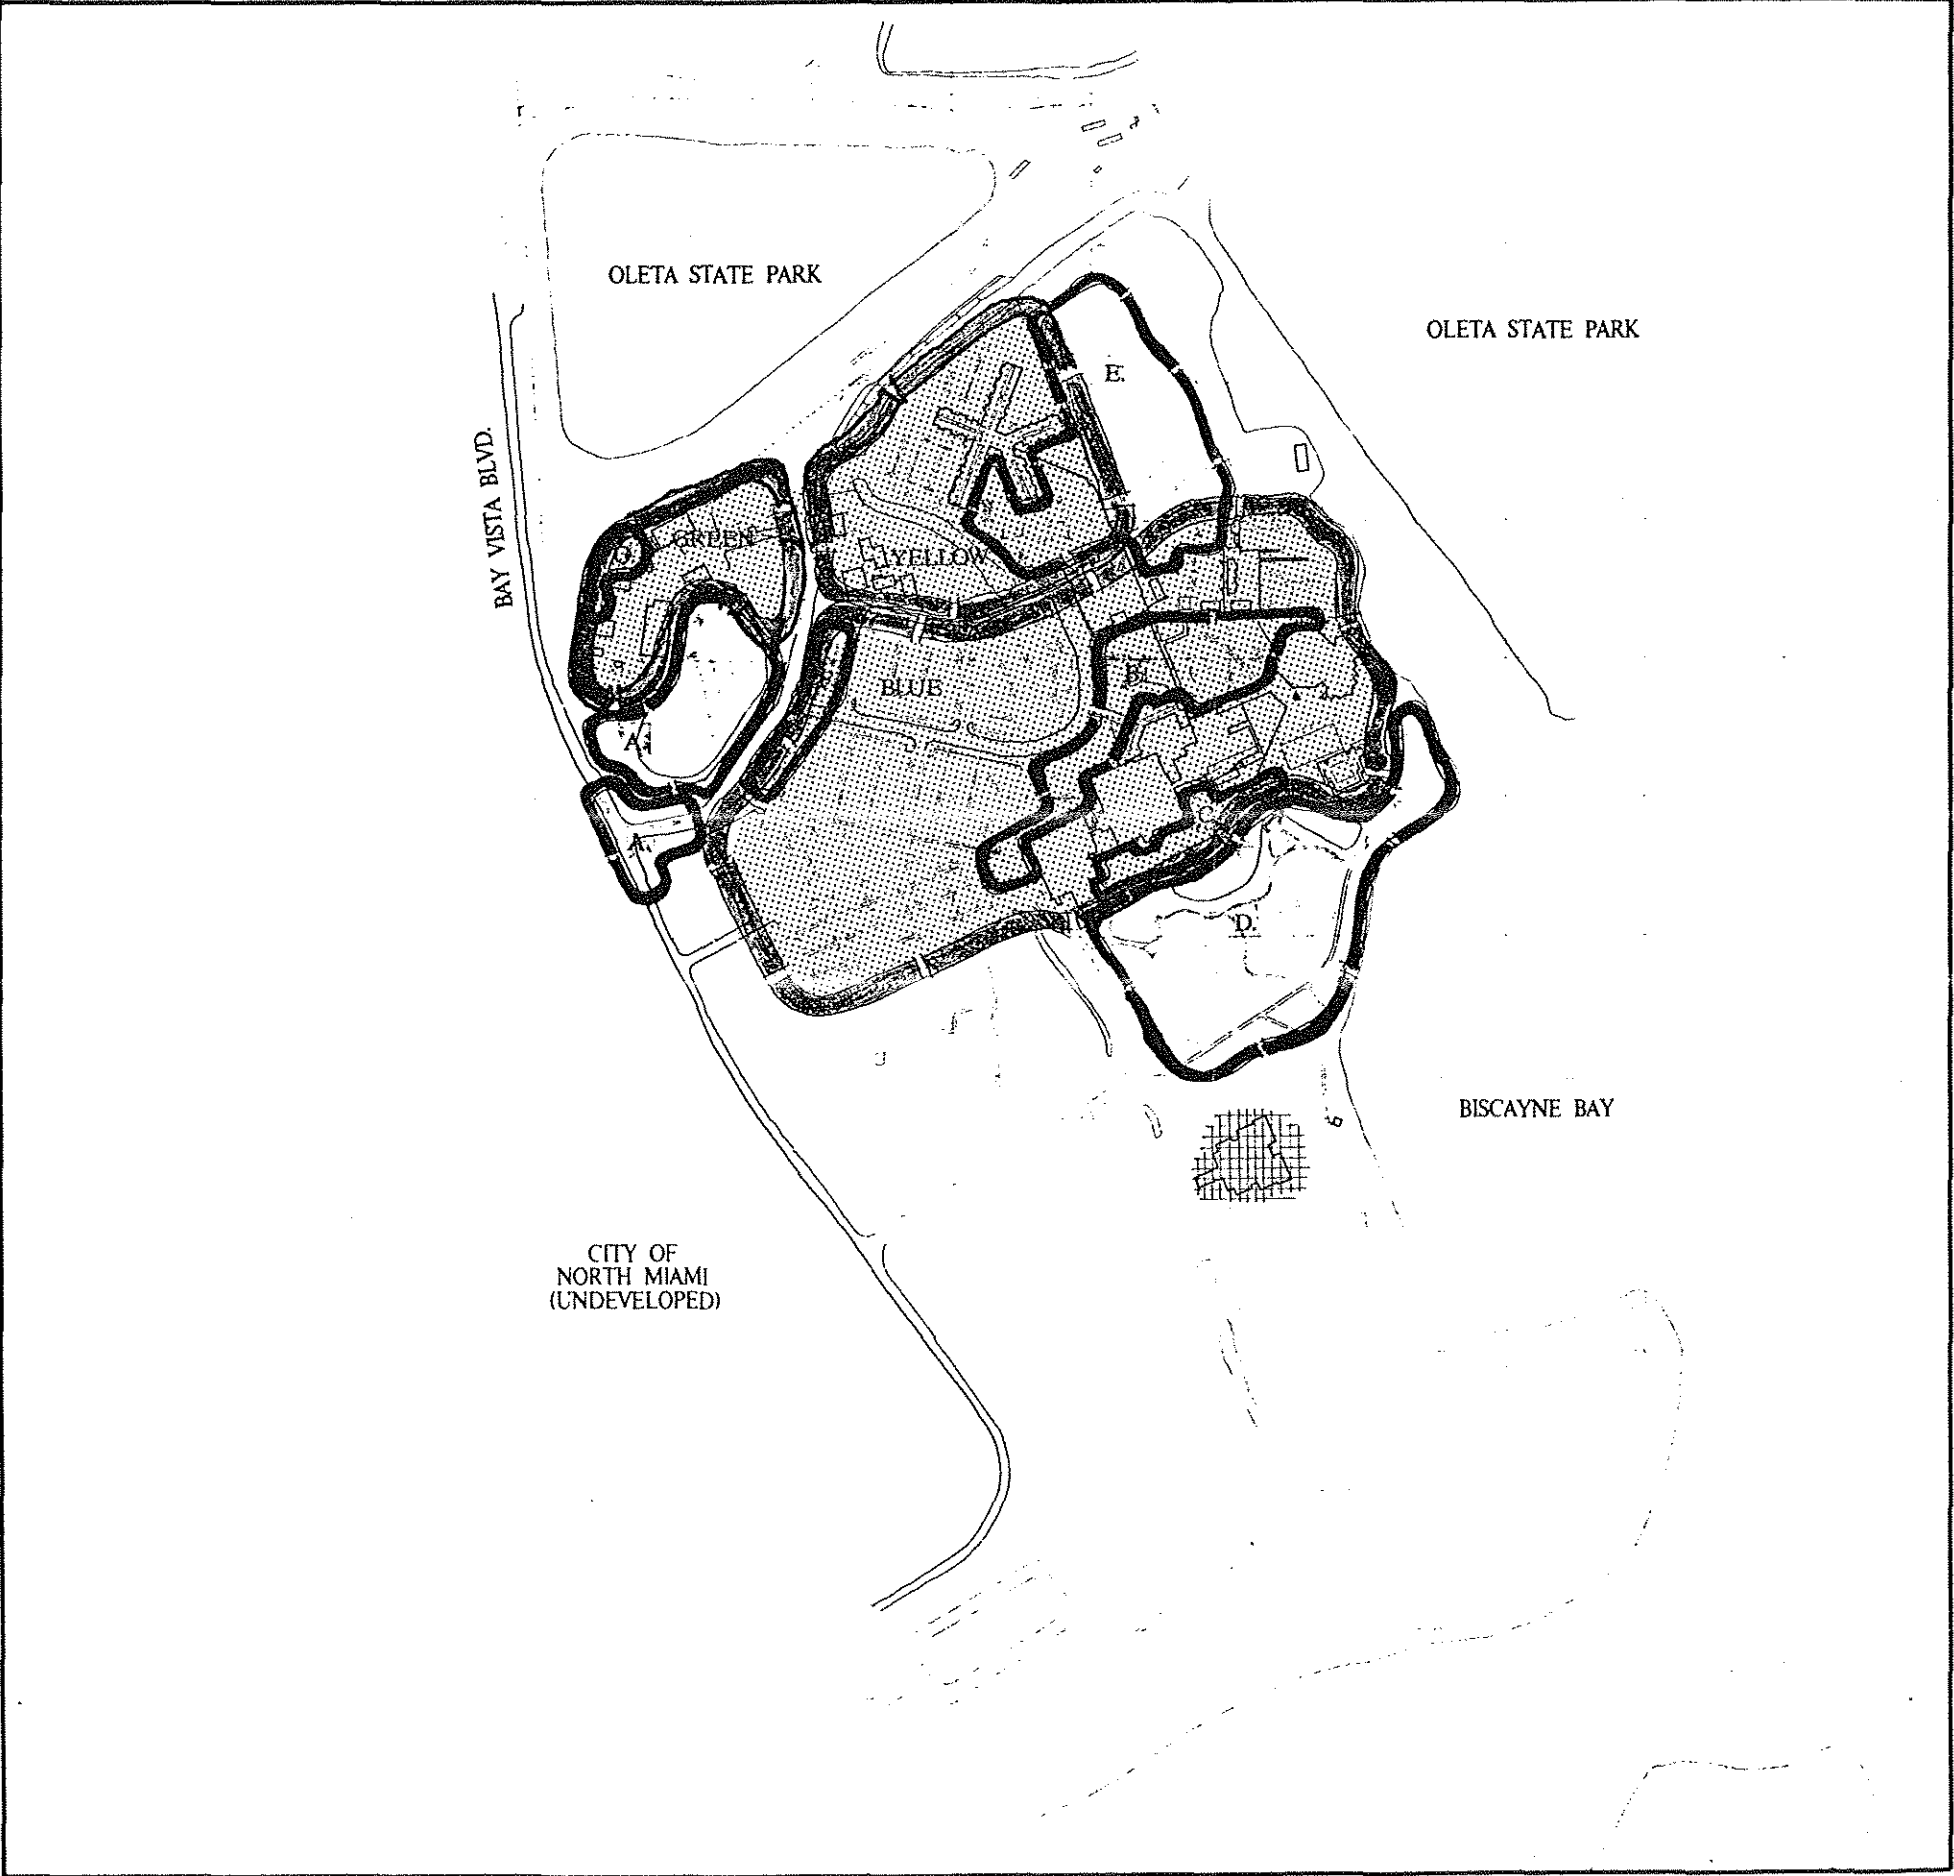 OLETA STATE PARK
OLETA STATE PARK
E.
BAY VISTA BLVD.
GREEN
YELLOW
BLUE
B.
A.
A.
D.
BISCAYNE BAY
CITY OF
NORTH MIAMI
(UNDEVELOPED)